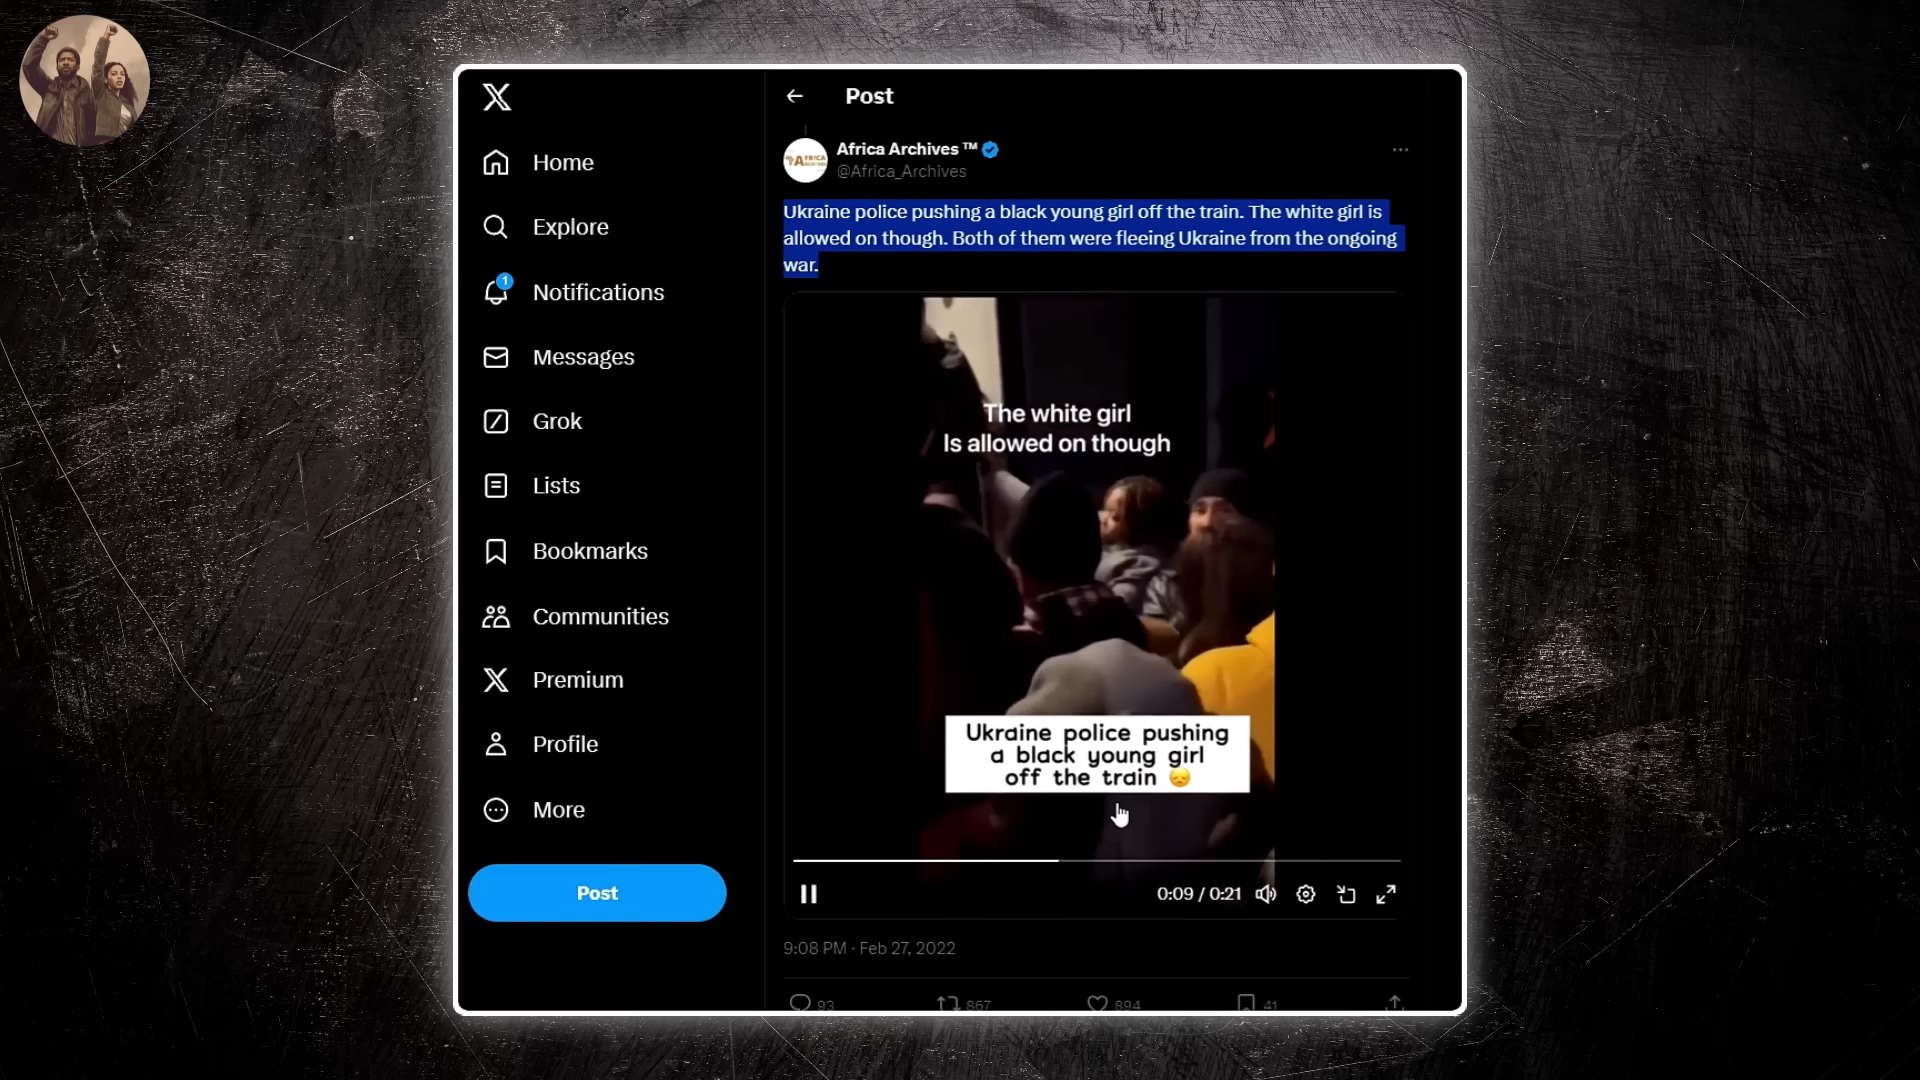 Home
Explore
1
Notifications
Messages
Grok
Lists
Bookmarks
Communities
Premium
Profile
More
Post
Post
AFRICA
Africa Archives ™
@Africa_Archives
Ukraine police pushing a black young girl off the train. The white girl is
allowed on though. Both of them were fleeing Ukraine from the ongoing
war.
The white girl
Is allowed on though
Ukraine police pushing
a black young girl
off the train 😞
0:09 / 0:21
9:08 PM · Feb 27, 2022
93
867
894
41